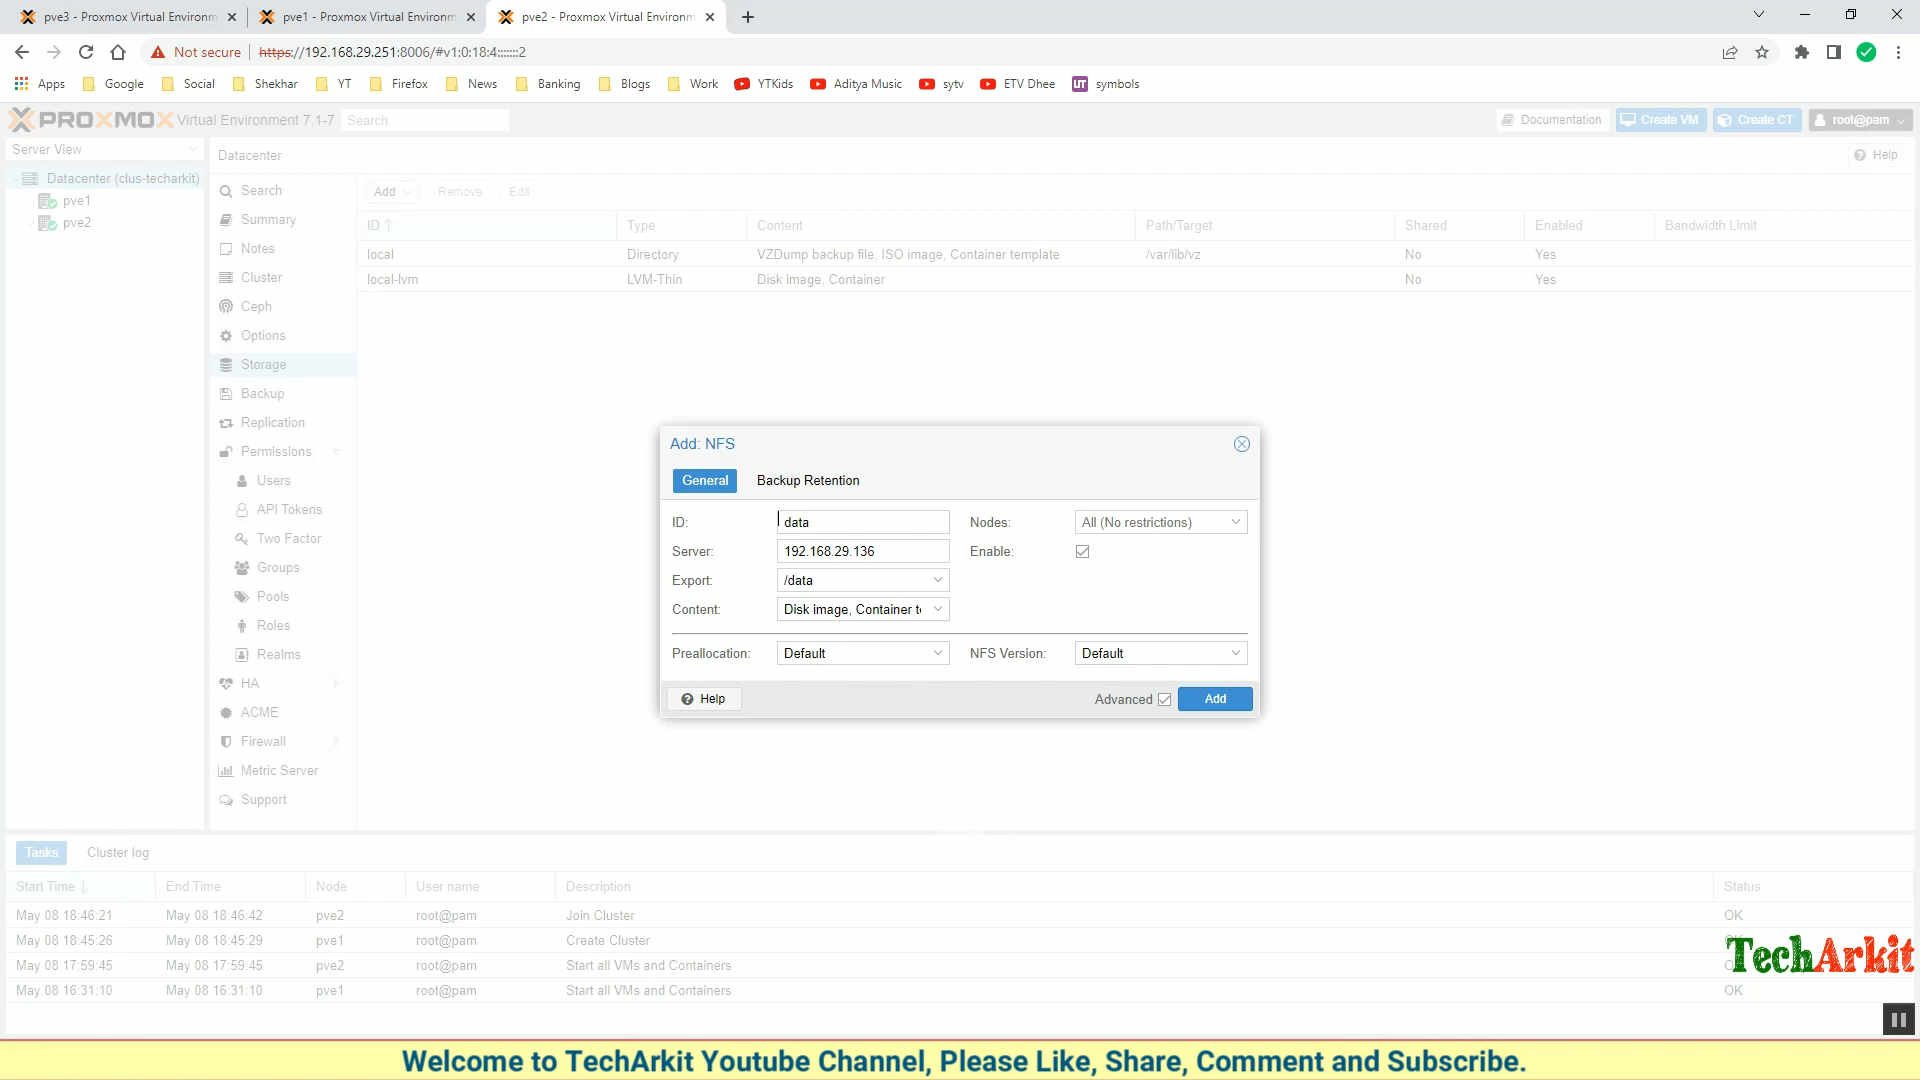 pve3 - Proxmox Virtual Environm
pve1 - Proxmox Virtual Environm
pve2 - Proxmox Virtual Environm
Not secure
https://192.168.29.251:8006/#v1:0:18:4:::::::2
Apps Google Social Shekhar YT Firefox News Banking Blogs Work YTKids Aditya Music sytv ETV Dhee UT symbols
PROXMOX Virtual Environment 7.1-7 Search Documentation Create VM Create CT root@pam
Server View
Datacenter (clus-techarkit)
pve1
pve2
Datacenter Help
Search
Summary
Notes
Cluster
Ceph
Options
Storage
Backup
Replication
Permissions
Users
API Tokens
Two Factor
Groups
Pools
Roles
Realms
HA
ACME
Firewall
Metric Server
Support
Add Remove Edit
ID Type Content Path/Target Shared Enabled Bandwidth Limit
local Directory VZDump backup file, ISO image, Container template /var/lib/vz No Yes
local-lvm LVM-Thin Disk image, Container No Yes
Add: NFS
General Backup Retention
ID: data Nodes: All (No restrictions)
Server: 192.168.29.136 Enable:
Export: /data
Content: Disk image, Container t
Preallocation: Default NFS Version: Default
Help Advanced Add
Tasks Cluster log
Start Time End Time Node User name Description Status
May 08 18:46:21 May 08 18:46:42 pve2 root@pam Join Cluster OK
May 08 18:45:26 May 08 18:45:29 pve1 root@pam Create Cluster
May 08 17:59:45 May 08 17:59:45 pve2 root@pam Start all VMs and Containers
May 08 16:31:10 May 08 16:31:10 pve1 root@pam Start all VMs and Containers OK
TechArkit
Welcome to TechArkit Youtube Channel, Please Like, Share, Comment and Subscribe.